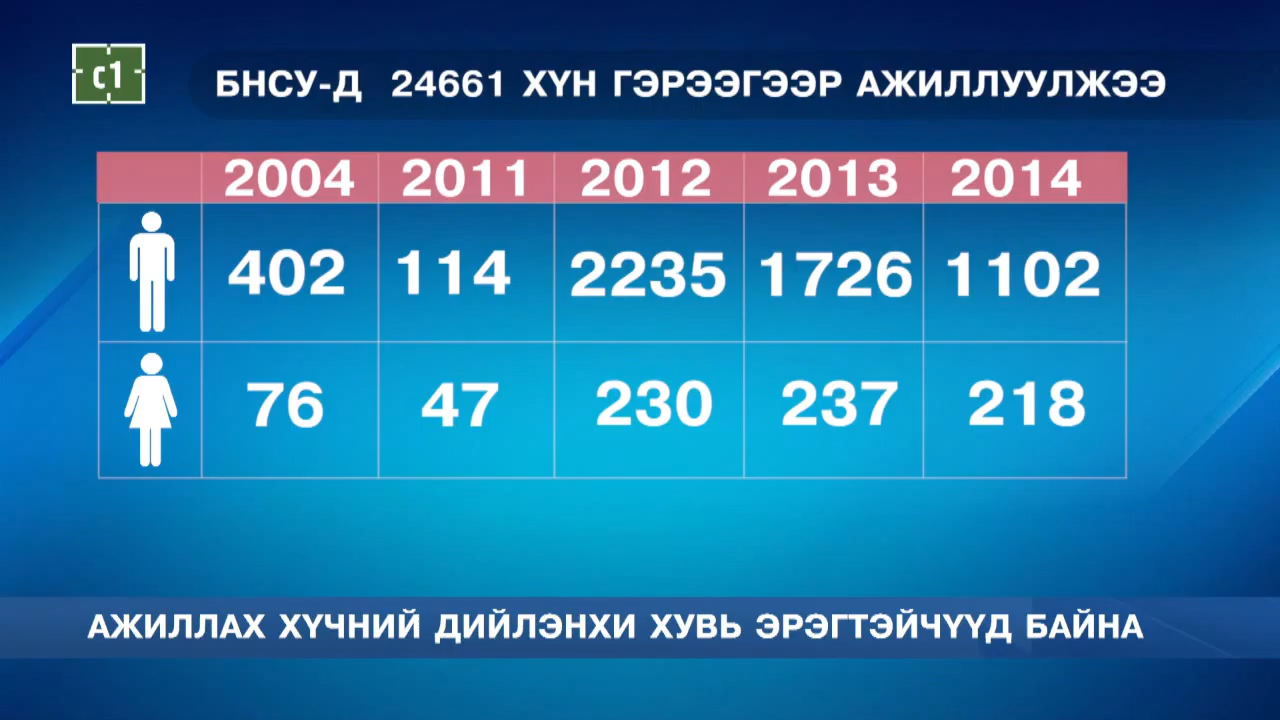 c1
БНСУ-Д 24661 ХҮН ГЭРЭЭГЭЭР АЖИЛЛУУЛЖЭЭ
2004 2011 2012 2013 2014
402 114 2235 1726 1102
76 47 230 237 218
АЖИЛЛАХ ХҮЧНИЙ ДИЙЛЭНХИ ХУВЬ ЭРЭГТЭЙЧҮҮД БАЙНА